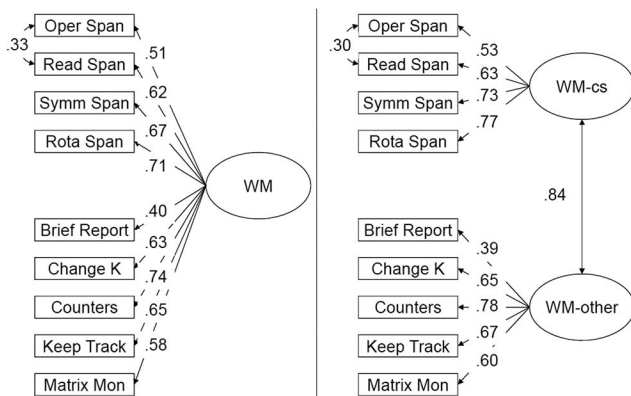 Oper Span
.33
Read Span
Symm Span
Rota Span
.51
.62
.67
.71
WM
Brief Report
Change K
Counters
Keep Track
Matrix Mon
.40
.63
.74
.65
.58
Oper Span
.30
Read Span
Symm Span
Rota Span
.53
.63
.73
.77
WM-cs
.84
Brief Report
Change K
Counters
Keep Track
Matrix Mon
.39
.65
.78
.67
.60
WM-other